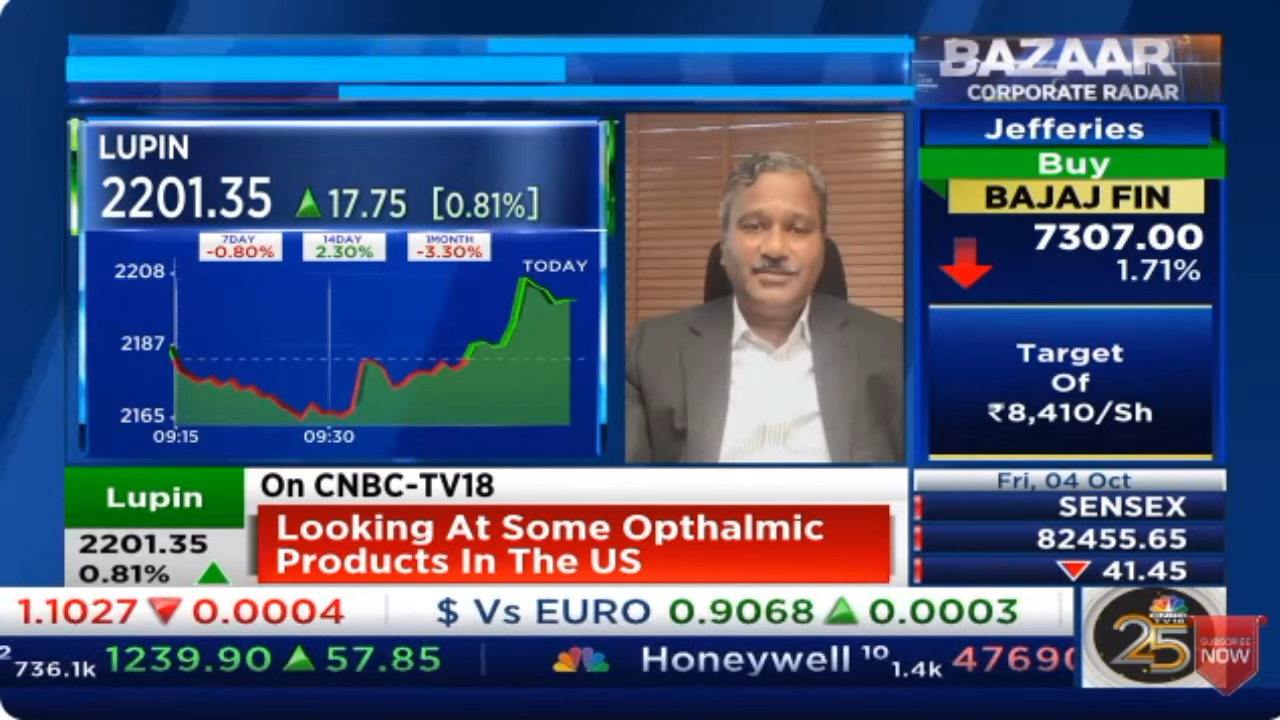 BAZAAR
CORPORATE RADAR
LUPIN
2201.35 ▲ 17.75 [0.81%]
7DAY 14DAY 1MONTH
-0.80% 2.30% -3.30%
TODAY
2208
2187
2165
09:15 09:30
Jefferies
Buy
BAJAJ FIN
7307.00
1.71%
Target
Of
₹8,410/Sh
Lupin
2201.35
0.81% ▲
On CNBC-TV18
Looking At Some Opthalmic
Products In The US
Fri, 04 Oct
SENSEX
82455.65
▼ 41.45
1.1027 ▼ 0.0004 $ Vs EURO 0.9068 ▲ 0.0003
736.1k 1239.90 ▲ 57.85 Honeywell 10 1.4k 4769
25
SUBSCRIBE
NOW